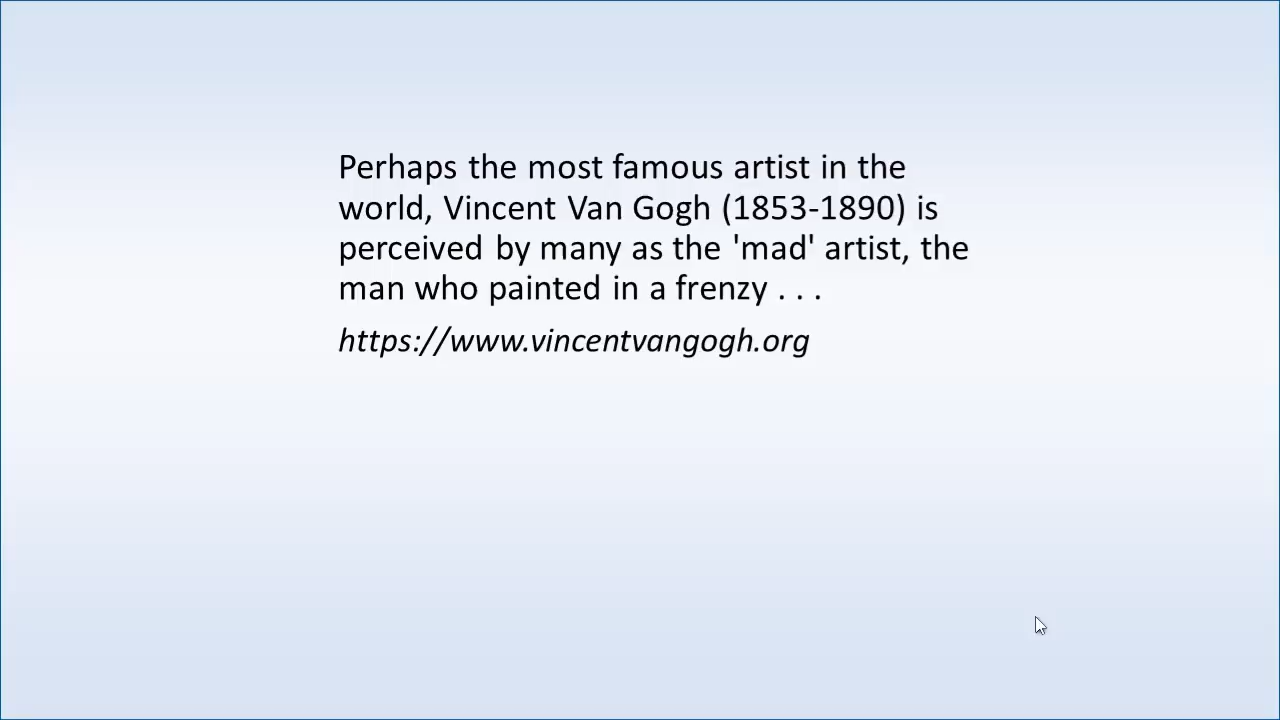 Perhaps the most famous artist in the
world, Vincent Van Gogh (1853-1890) is
perceived by many as the 'mad' artist, the
man who painted in a frenzy . . .
https://www.vincentvangogh.org